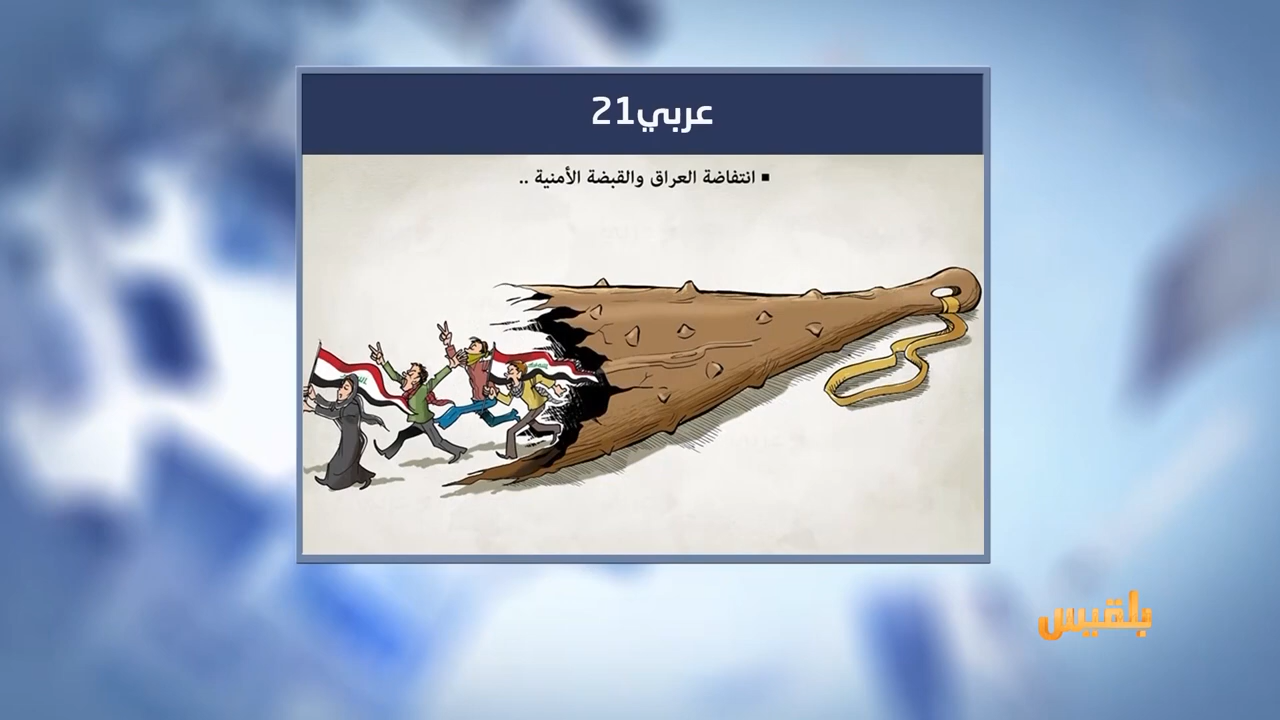 عربي21
▪ انتفاضة العراق والقبضة الأمنية ..
بلقيس